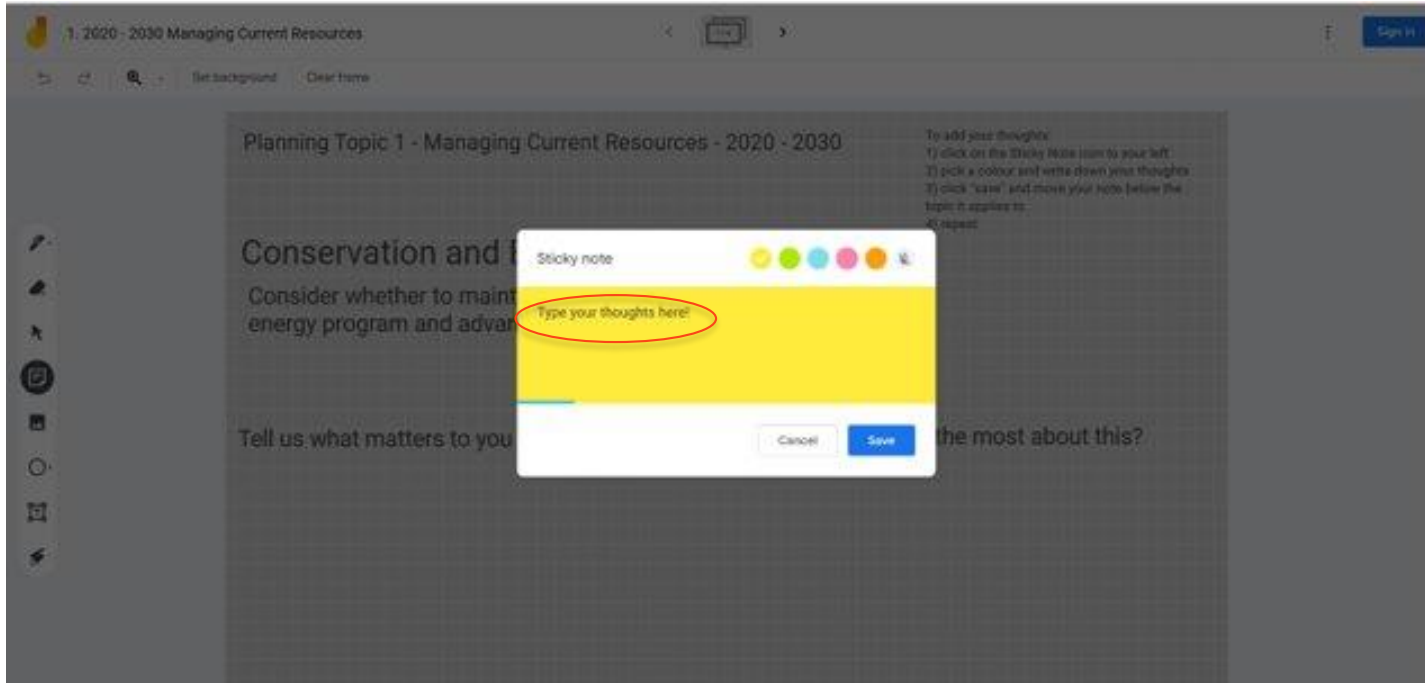 1. 2020 - 2030 Managing Current Resources
Sign in
Set background Clear frame
Planning Topic 1 - Managing Current Resources - 2020 - 2030
To add your thoughts:
1) click on the Sticky Note icon to your left
2) pick a colour and write down your thoughts
3) click "save" and move your note below the
topic it applies to
4) repeat
Conservation and
Consider whether to maint
energy program and advan
Sticky note
Type your thoughts here!
Cancel Save
Tell us what matters to you
the most about this?